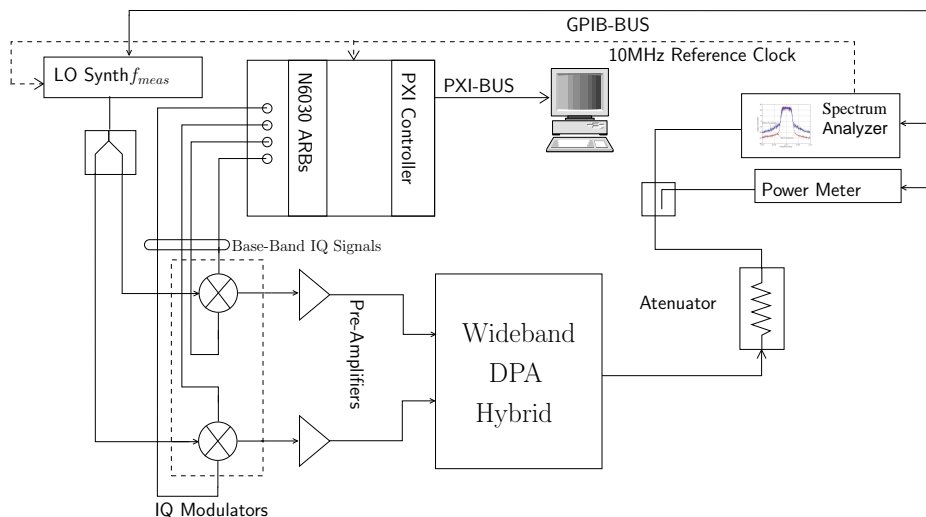 GPIB-BUS
10MHz Reference Clock
LO Synth f_meas
N6030 ARBs
PXI Controller
PXI-BUS
Spectrum
Analyzer
Power Meter
Base-Band IQ Signals
Pre-Amplifiers
Wideband
DPA
Hybrid
Atenuator
IQ Modulators